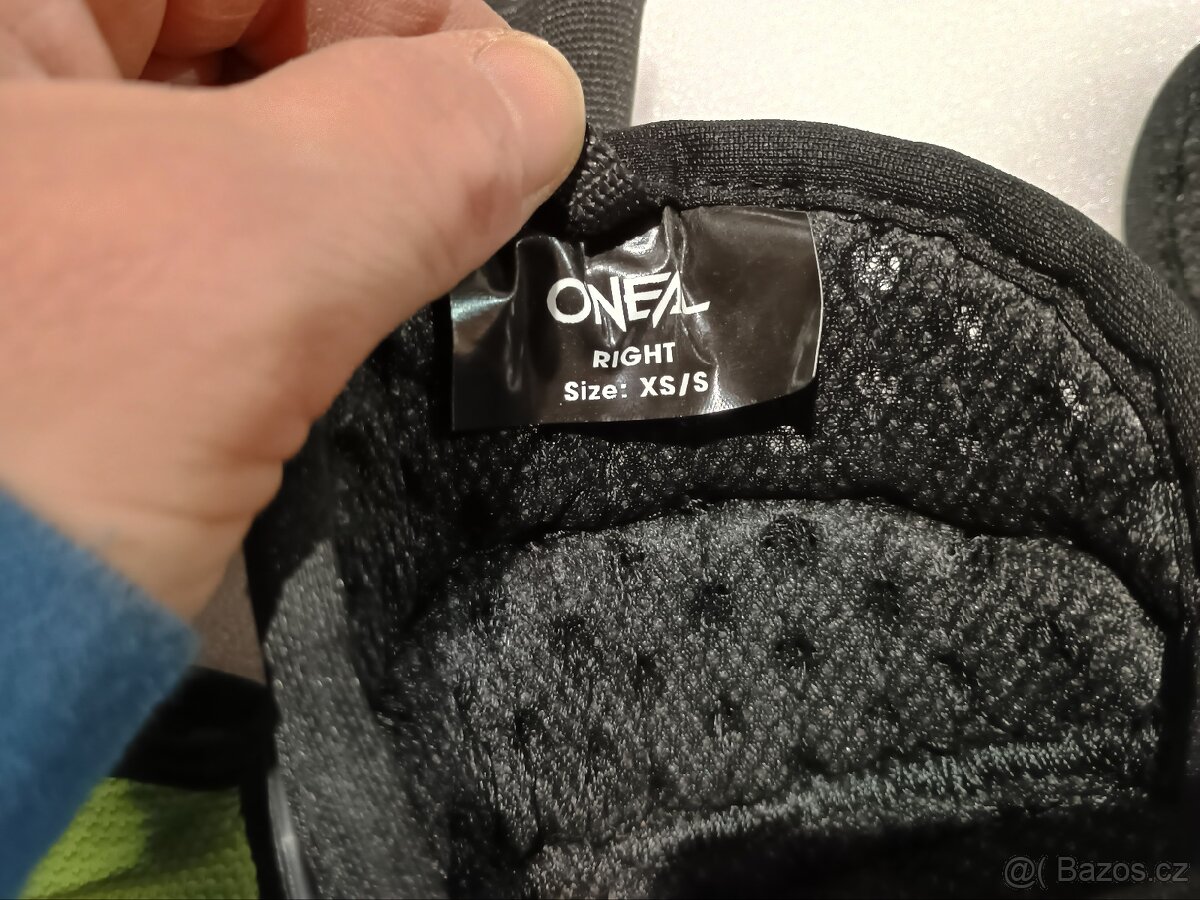 ONEAL
RIGHT
Size: XS/S
@( Bazos.cz